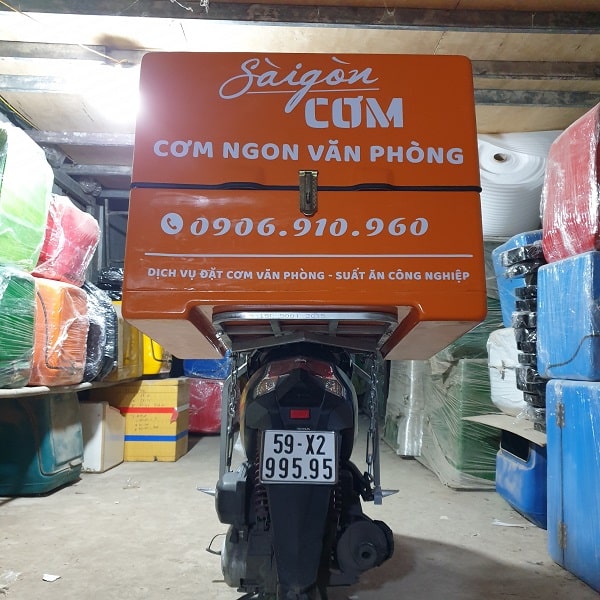 Sàigòn
CƠM
CƠM NGON VĂN PHÒNG
0906.910.960
DỊCH VỤ ĐẶT CƠM VĂN PHÒNG - SUẤT ĂN CÔNG NGHIỆP
59-X2
995.95